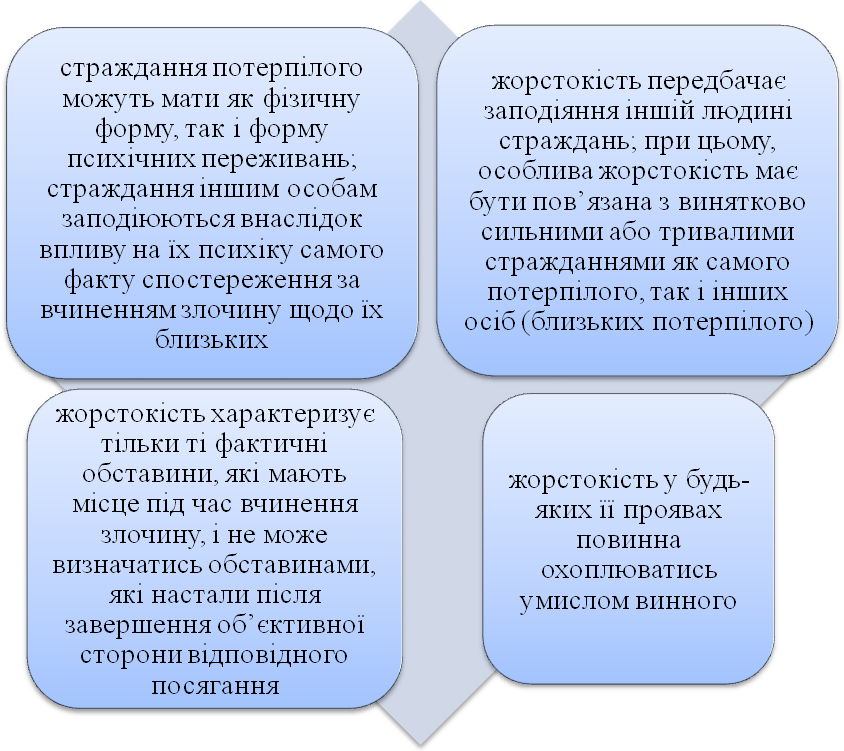 страждання потерпілого
можуть мати як фізичну
форму, так і форму
психічних переживань;
страждання іншим особам
заподіюються внаслідок
впливу на їх психіку самого
факту спостереження за
вчиненням злочину щодо їх
близьких
жорстокість передбачає
заподіяння іншій людині
страждань; при цьому,
особлива жорстокість має
бути пов’язана з винятково
сильними або тривалими
стражданнями як самого
потерпілого, так і інших
осіб (близьких потерпілого)
жорстокість характеризує
тільки ті фактичні
обставини, які мають
місце під час вчинення
злочину, і не може
визначатись обставинами,
які настали після
завершення об’єктивної
сторони відповідного
посягання
жорстокість у будь-
яких її проявах
повинна
охоплюватись
умислом винного